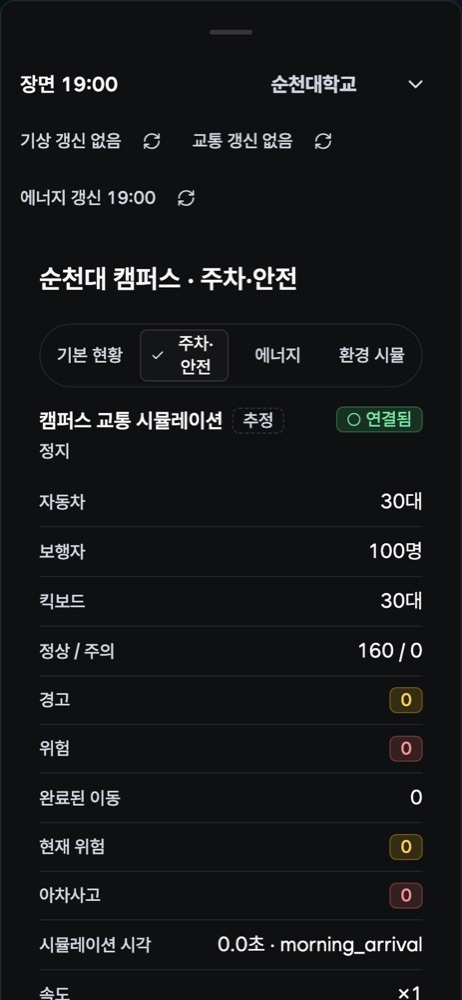 장면 19:00 순천대학교
기상 갱신 없음 교통 갱신 없음
에너지 갱신 19:00
순천대 캠퍼스 · 주차·안전
기본 현황 주차· 에너지 환경 시뮬
안전
캠퍼스 교통 시뮬레이션 추정 연결됨
정지
자동차 30대
보행자 100명
킥보드 30대
정상 / 주의 160 / 0
경고 0
위험 0
완료된 이동 0
현재 위험 0
아차사고 0
시뮬레이션 시각 0.0초 · morning_arrival
속도 ×1